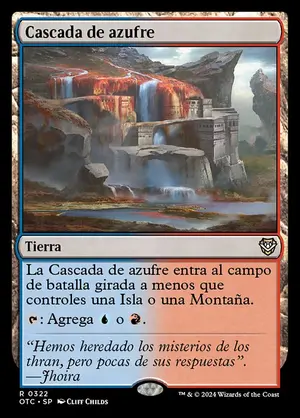 Cascada de azufre
Tierra
La Cascada de azufre entra al campo
de batalla girada a menos que
controles una Isla o una Montaña.
: Agrega o .
“Hemos heredado los misterios de los
thran, pero pocas de sus respuestas”.
—Jhoira
R 0322
OTC • SP Cliff Childs
™ & © 2024 Wizards of the Coast